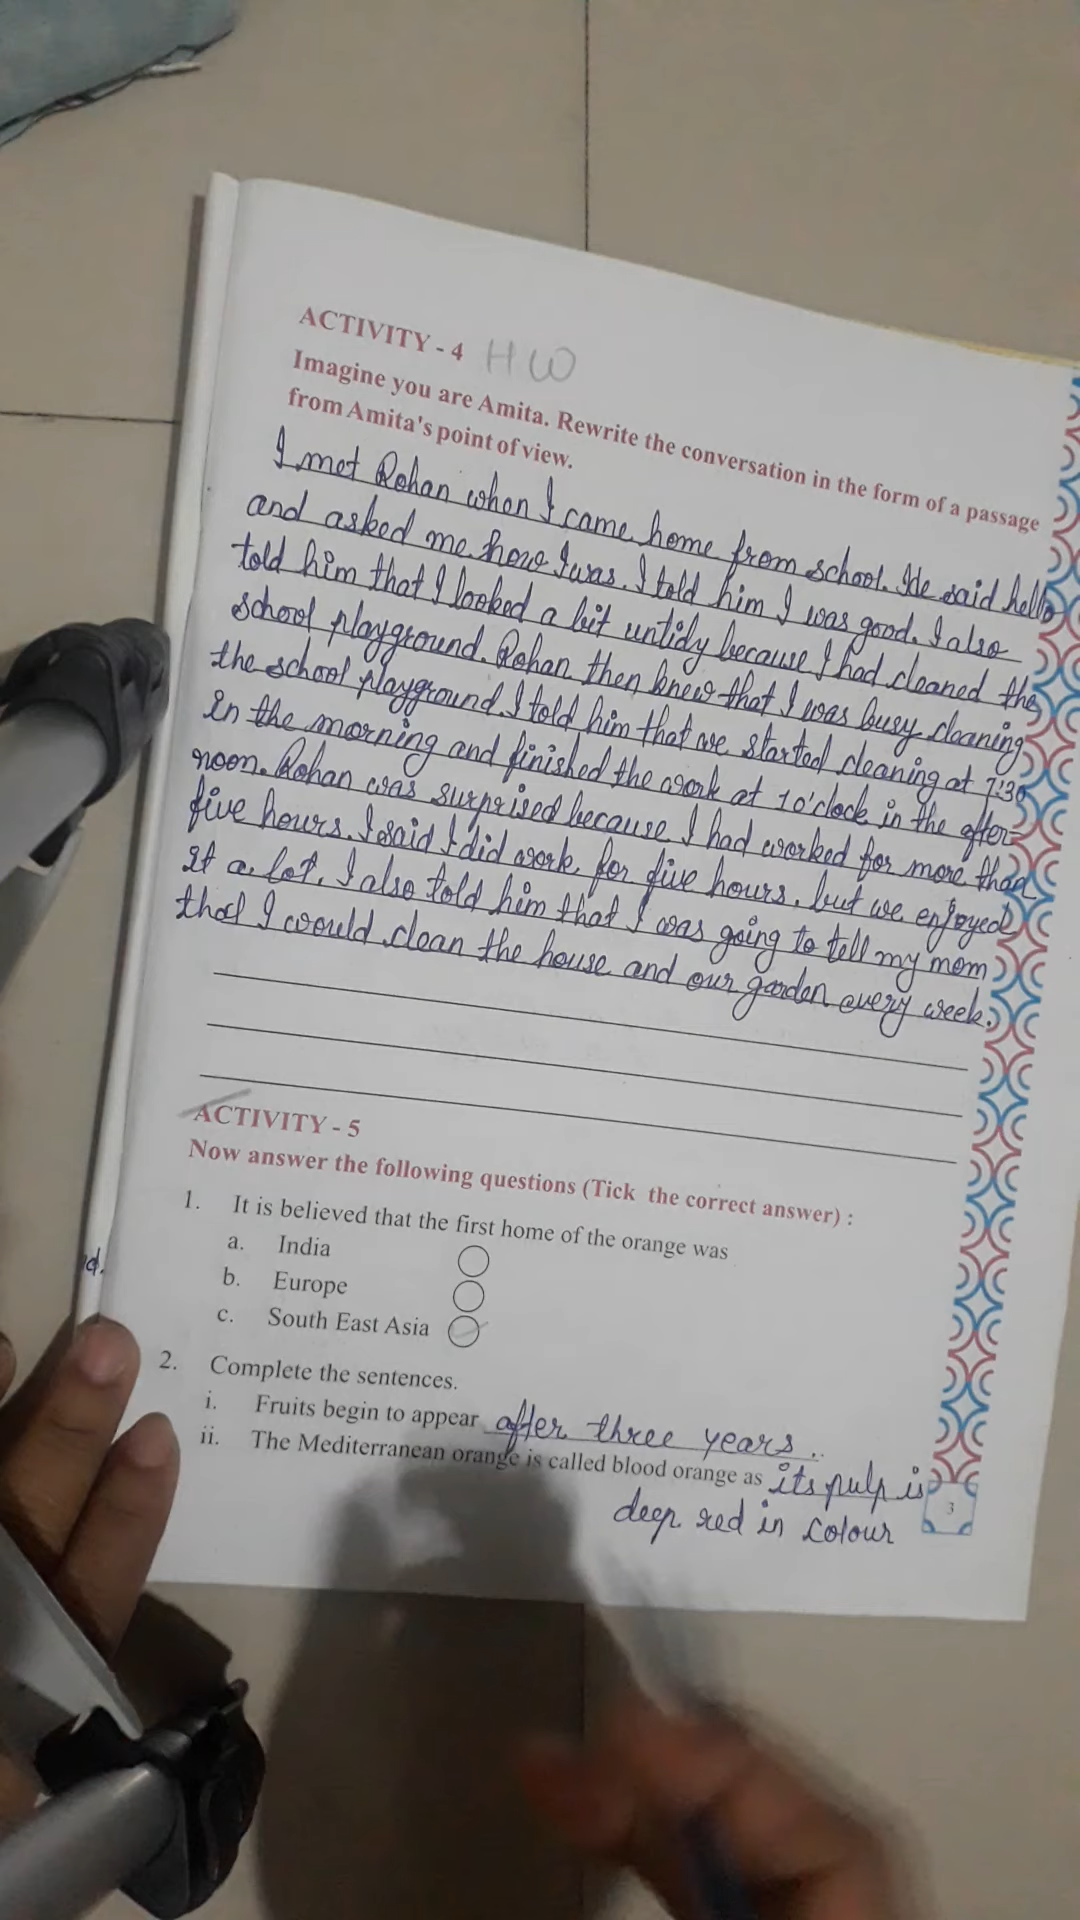 ACTIVITY - 4 HW
Imagine you are Amita. Rewrite the conversation in the form of a passage
from Amita's point of view.
I met Rohan when I came home from school. He said hello
and asked me how I was. I told him I was good. I also
told him that I looked a bit untidy because I had cleaned the
school playground. Rohan then knew that I was busy cleaning
the school playground. I told him that we started cleaning at 7:30
in the morning and finished the work at 1 o'clock in the after-
noon. Rohan was surprised because I had worked for more than
five hours. I said I did work for five hours, but we enjoyed
it a lot. I also told him that I was going to tell my mom
that I would clean the house and our garden every week.
ACTIVITY - 5
Now answer the following questions (Tick the correct answer) :
1. It is believed that the first home of the orange was
a. India
b. Europe
c. South East Asia
2. Complete the sentences.
i. Fruits begin to appear after three years.
ii. The Mediterranean orange is called blood orange as its pulp is
deep red in colour
3